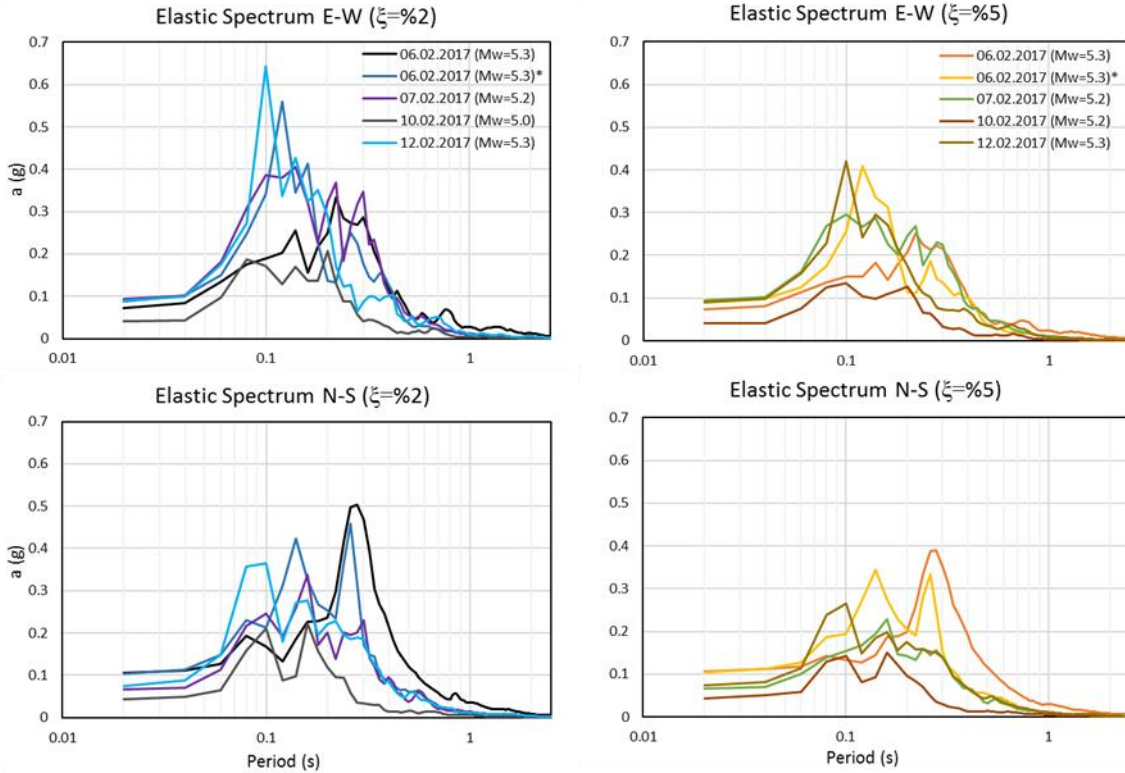 Elastic Spectrum E-W (ξ=%2)
0.7
0.6
0.5
0.4
0.3
0.2
0.1
0
a (g)
06.02.2017 (Mw=5.3)
06.02.2017 (Mw=5.3)*
07.02.2017 (Mw=5.2)
10.02.2017 (Mw=5.0)
12.02.2017 (Mw=5.3)
0.01 0.1 1
Elastic Spectrum E-W (ξ=%5)
0.7
0.6
0.5
0.4
0.3
0.2
0.1
0
06.02.2017 (Mw=5.3)
06.02.2017 (Mw=5.3)*
07.02.2017 (Mw=5.2)
10.02.2017 (Mw=5.2)
12.02.2017 (Mw=5.3)
0.01 0.1 1
Elastic Spectrum N-S (ξ=%2)
0.7
0.6
0.5
0.4
0.3
0.2
0.1
0
a (g)
0.01 0.1 1
Period (s)
Elastic Spectrum N-S (ξ=%5)
0.7
0.6
0.5
0.4
0.3
0.2
0.1
0
0.01 0.1 1
Period (s)